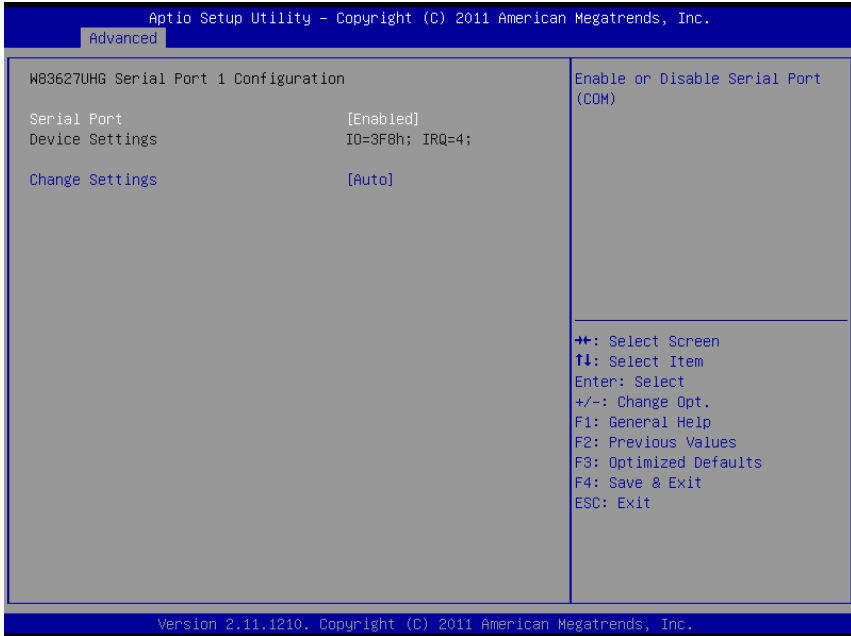 Aptio Setup Utility – Copyright (C) 2011 American Megatrends, Inc.
Advanced
W83627UHG Serial Port 1 Configuration
Serial Port [Enabled]
Device Settings IO=3F8h; IRQ=4;
Change Settings [Auto]
Enable or Disable Serial Port
(COM)
→←: Select Screen
↑↓: Select Item
Enter: Select
+/-: Change Opt.
F1: General Help
F2: Previous Values
F3: Optimized Defaults
F4: Save & Exit
ESC: Exit
Version 2.11.1210. Copyright (C) 2011 American Megatrends, Inc.